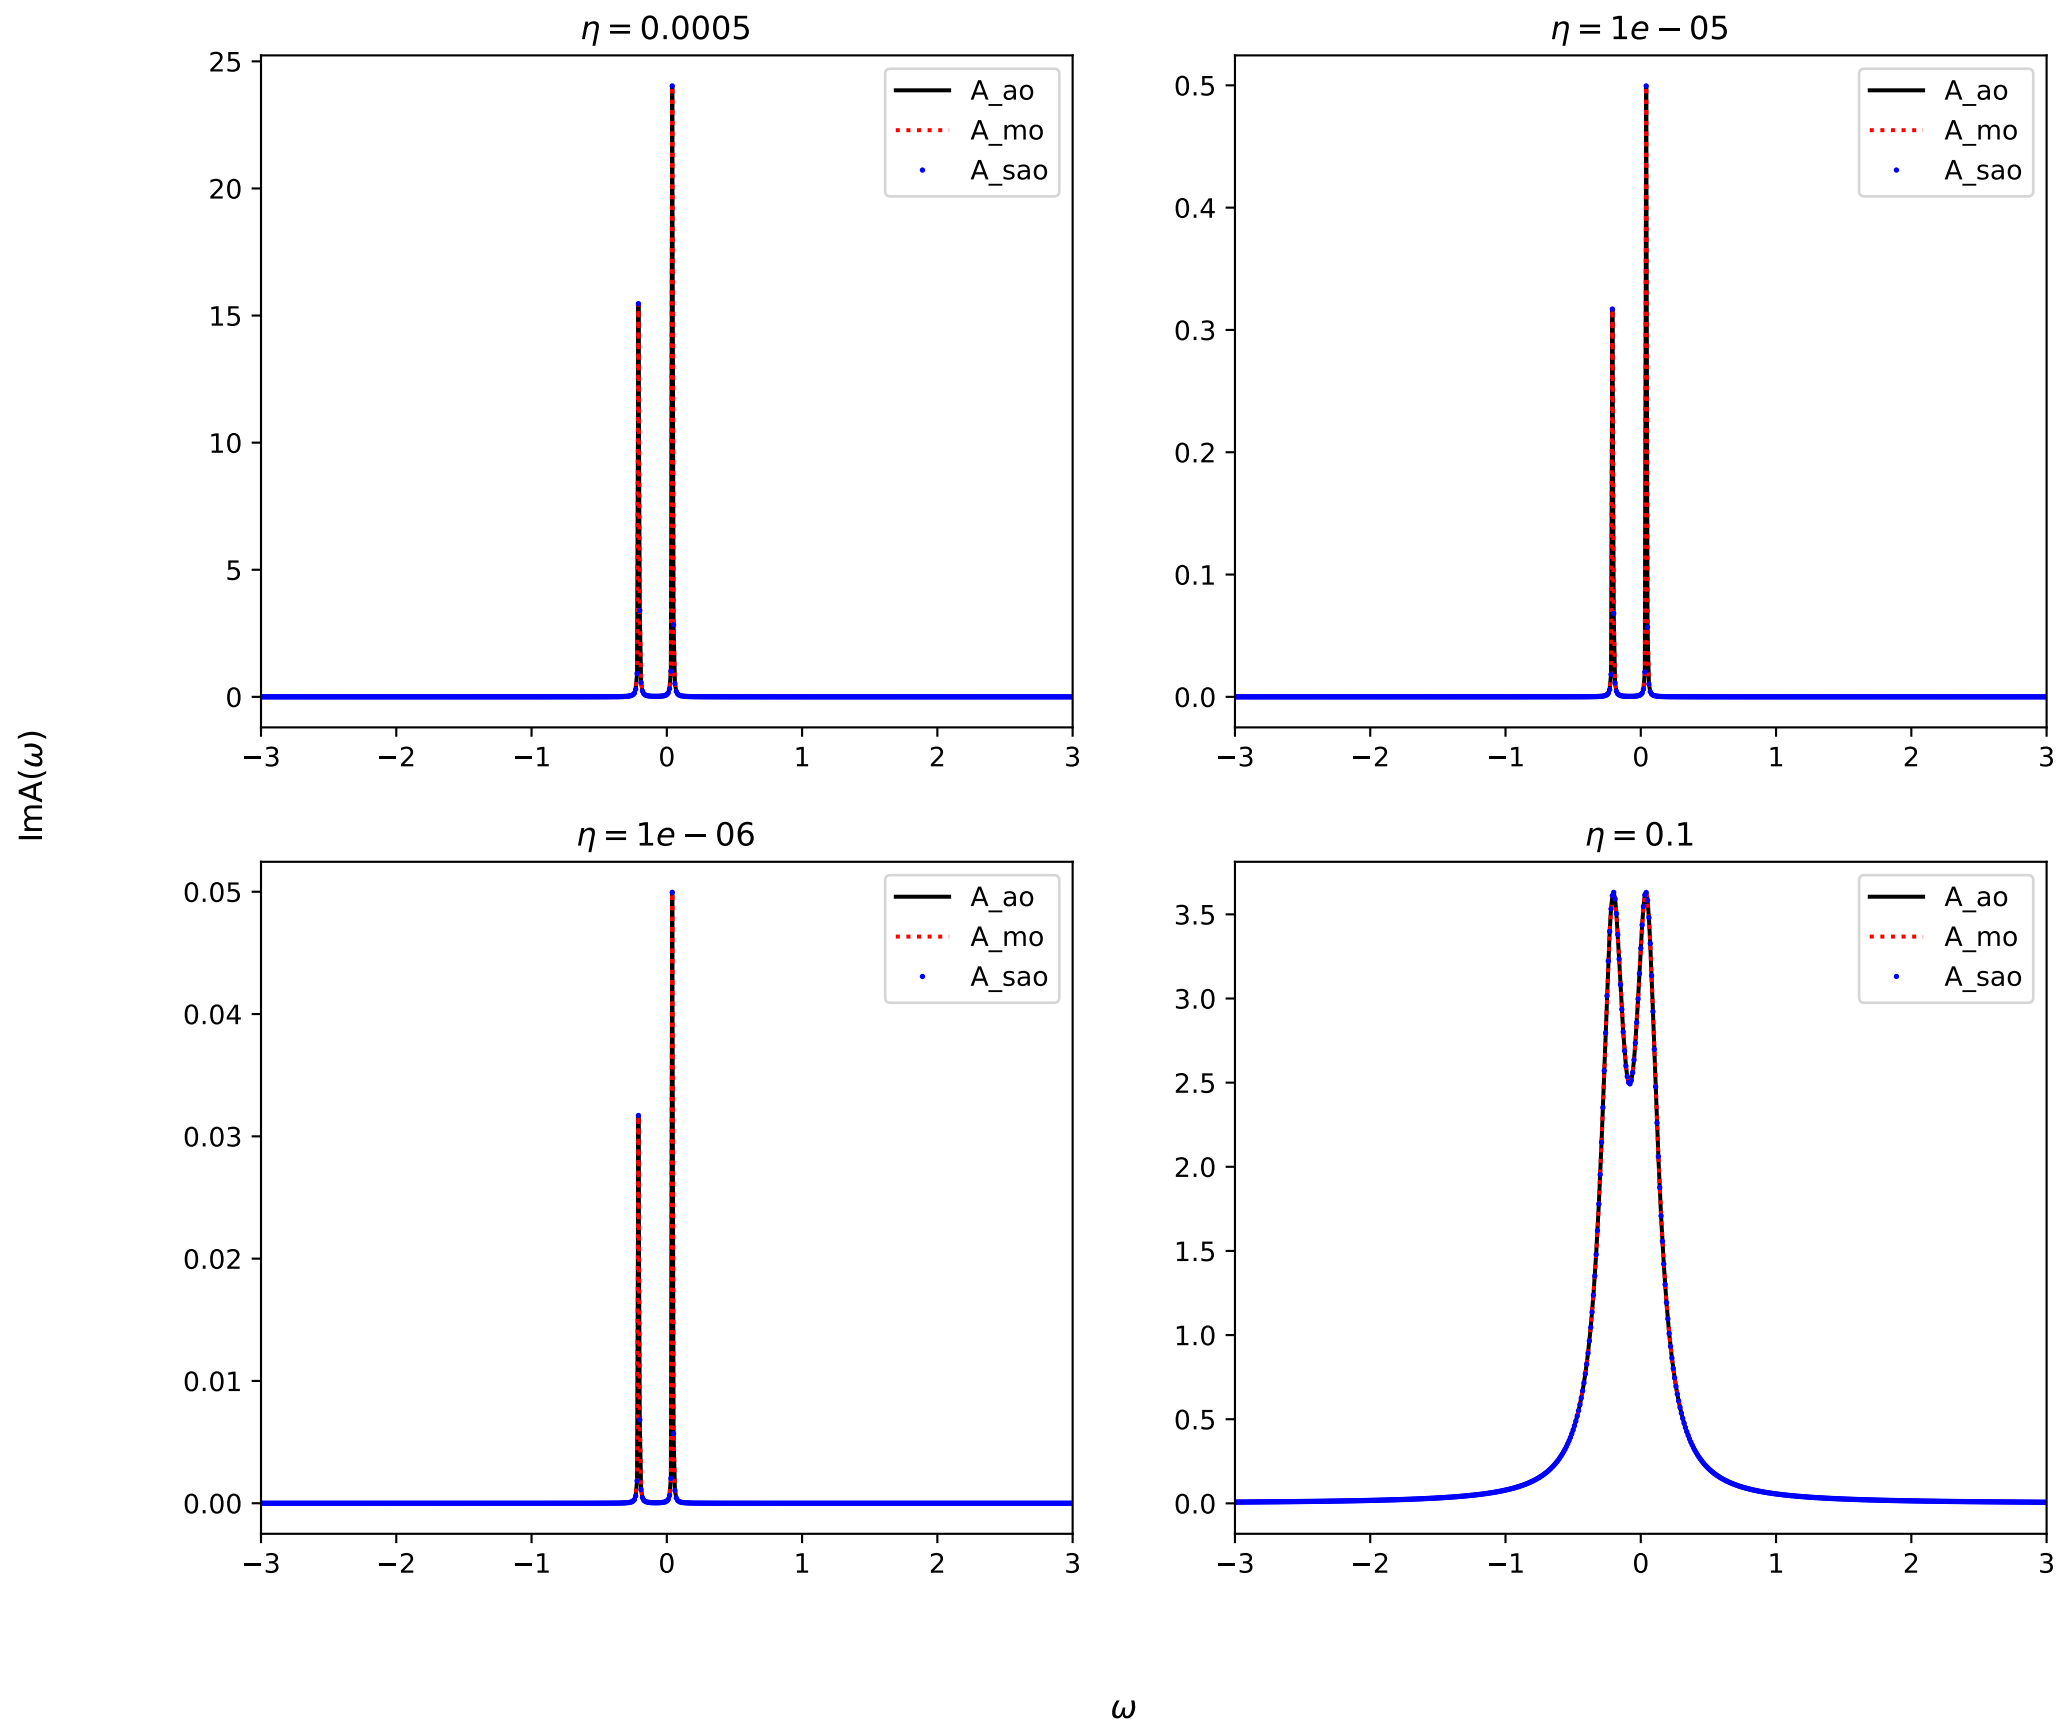 η = 0.0005
25
20
15
10
5
0
−3 −2 −1 0 1 2 3
A_ao
A_mo
A_sao
η = 1e − 05
0.5
0.4
0.3
0.2
0.1
0.0
−3 −2 −1 0 1 2 3
A_ao
A_mo
A_sao
ImA(ω)
η = 1e − 06
0.05
0.04
0.03
0.02
0.01
0.00
−3 −2 −1 0 1 2 3
A_ao
A_mo
A_sao
η = 0.1
3.5
3.0
2.5
2.0
1.5
1.0
0.5
0.0
−3 −2 −1 0 1 2 3
A_ao
A_mo
A_sao
ω